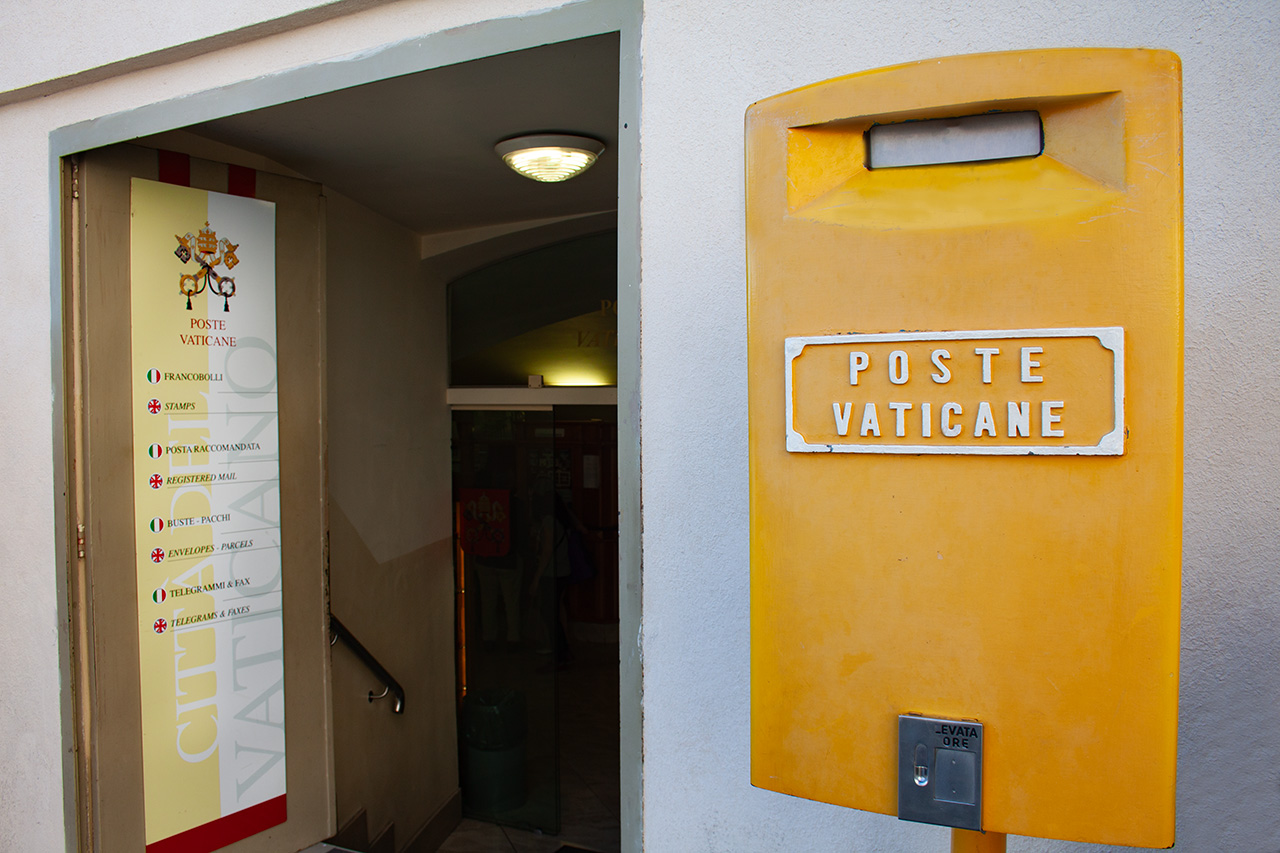 POSTE
VATICANE
FRANCOBOLLI
STAMPS
POSTA RACCOMANDATA
REGISTERED MAIL
BUSTE - PACCHI
ENVELOPES - PARCELS
TELEGRAMMI & FAX
TELEGRAMS & FAXES
CITTÀ DEL
VATICANO
POSTE
VATICANE
LEVATA
ORE